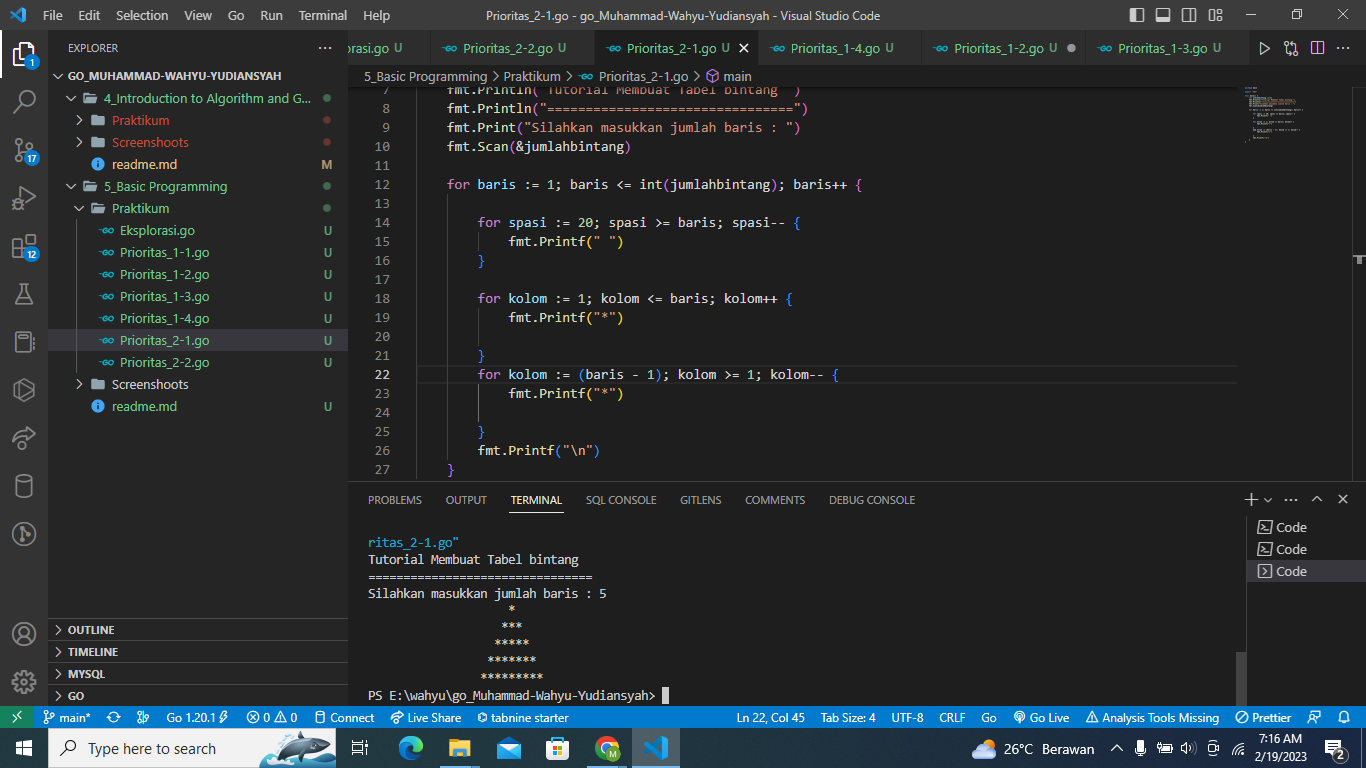 File Edit Selection View Go Run Terminal Help
Prioritas_2-1.go - go_Muhammad-Wahyu-Yudiansyah - Visual Studio Code
EXPLORER
GO_MUHAMMAD-WAHYU-YUDIANSYAH
4_Introduction to Algorithm and G...
Praktikum
Screenshoots
readme.md M
5_Basic Programming
Praktikum
Eksplorasi.go U
Prioritas_1-1.go U
Prioritas_1-2.go U
Prioritas_1-3.go U
Prioritas_1-4.go U
Prioritas_2-1.go U
Prioritas_2-2.go U
Screenshoots
readme.md U
OUTLINE
TIMELINE
MYSQL
GO
1
17
12
orasi.go U Prioritas_2-2.go U Prioritas_2-1.go U Prioritas_1-4.go U Prioritas_1-2.go U Prioritas_1-3.go U
5_Basic Programming > Praktikum > Prioritas_2-1.go > main
7 fmt.Println("Tutorial Membuat Tabel bintang ")
8 fmt.Println("================================")
9 fmt.Print("Silahkan masukkan jumlah baris : ")
10 fmt.Scan(&jumlahbintang)
11
12 for baris := 1; baris <= int(jumlahbintang); baris++ {
13
14 for spasi := 20; spasi >= baris; spasi-- {
15 fmt.Printf(" ")
16 }
17
18 for kolom := 1; kolom <= baris; kolom++ {
19 fmt.Printf("*")
20
21 }
22 for kolom := (baris - 1); kolom >= 1; kolom-- {
23 fmt.Printf("*")
24
25 }
26 fmt.Printf("\n")
27 }
PROBLEMS OUTPUT TERMINAL SQL CONSOLE GITLENS COMMENTS DEBUG CONSOLE
ritas_2-1.go"
Tutorial Membuat Tabel bintang
================================
Silahkan masukkan jumlah baris : 5
*
***
*****
*******
*********
PS E:\wahyu\go_Muhammad-Wahyu-Yudiansyah>
Code
Code
Code
main* Go 1.20.1 0 0 Connect Live Share tabnine starter Ln 22, Col 45 Tab Size: 4 UTF-8 CRLF Go Go Live Analysis Tools Missing Prettier
Type here to search
M
26°C Berawan
7:16 AM
2/19/2023
2